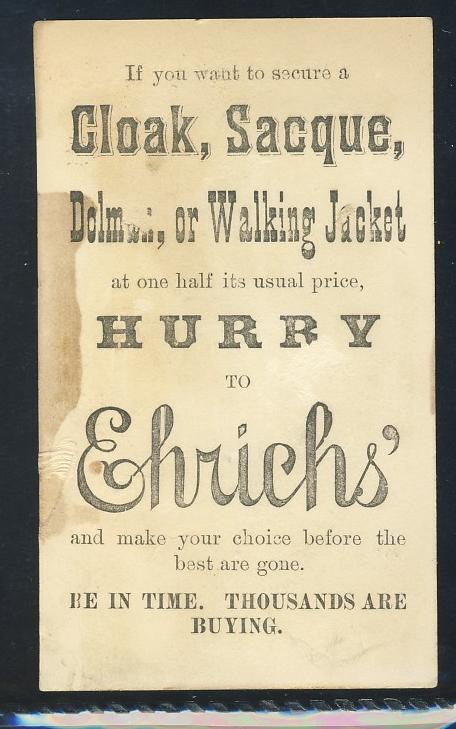 If you want to secure a
Cloak, Sacque,
Dolman, or Walking Jacket
at one half its usual price,
HURRY
TO
Ehrichs'
and make your choice before the
best are gone.
BE IN TIME. THOUSANDS ARE
BUYING.